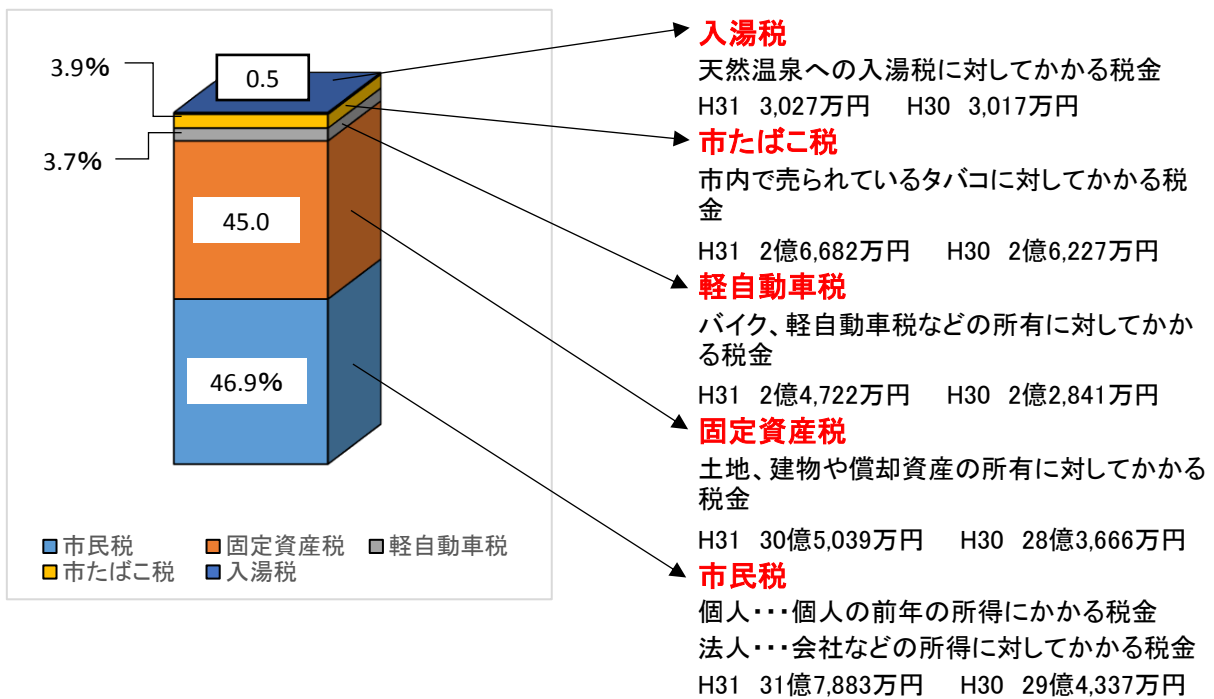 3.9%
0.5
3.7%
45.0
46.9%
市民税 固定資産税 軽自動車税
市たばこ税 入湯税
入湯税
天然温泉への入湯税に対してかかる税金
H31 3,027万円 H30 3,017万円
市たばこ税
市内で売られているタバコに対してかかる税
金
H31 2億6,682万円 H30 2億6,227万円
軽自動車税
バイク、軽自動車税などの所有に対してかか
る税金
H31 2億4,722万円 H30 2億2,841万円
固定資産税
土地、建物や償却資産の所有に対してかかる
税金
H31 30億5,039万円 H30 28億3,666万円
市民税
個人・・・個人の前年の所得にかかる税金
法人・・・会社などの所得に対してかかる税金
H31 31億7,883万円 H30 29億4,337万円